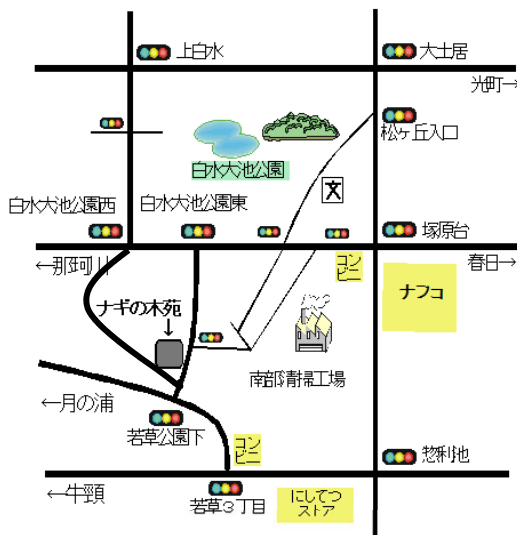 上白水
大土居
光町→
松ヶ丘入口
白水大池公園
文
白水大池公園西
白水大池公園東
塚原台
←那珂川
コン
ビニ
春日→
ナフコ
ナギの木苑
↓
南部清掃工場
←月の浦
若草公園下
コン
ビニ
惣利池
←牛頸
若草3丁目
にしてつ
ストア